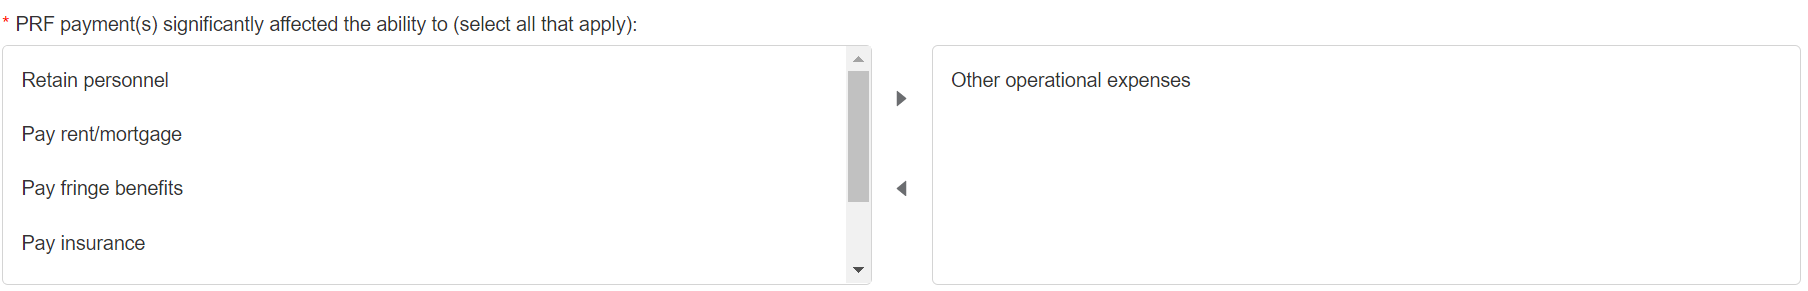 * PRF payment(s) significantly affected the ability to (select all that apply):
Retain personnel
Pay rent/mortgage
Pay fringe benefits
Pay insurance
Other operational expenses